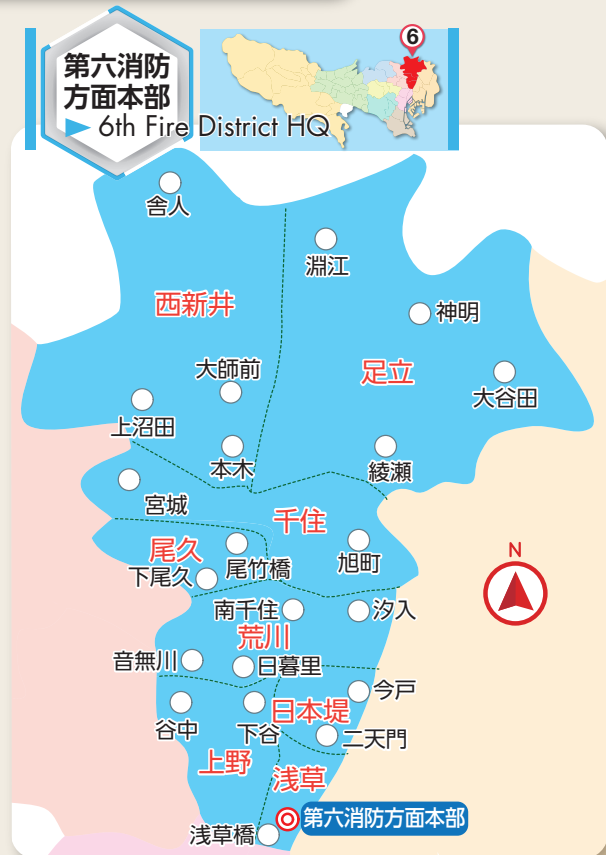 第六消防
方面本部
6th Fire District HQ
6
舎人
淵江
西新井
神明
大師前
足立
大谷田
上沼田
本木
綾瀬
宮城
千住
尾久
尾竹橋
旭町
下尾久
N
南千住
汐入
荒川
音無川
日暮里
今戸
日本堤
谷中
下谷
二天門
上野
浅草
第六消防方面本部
浅草橋